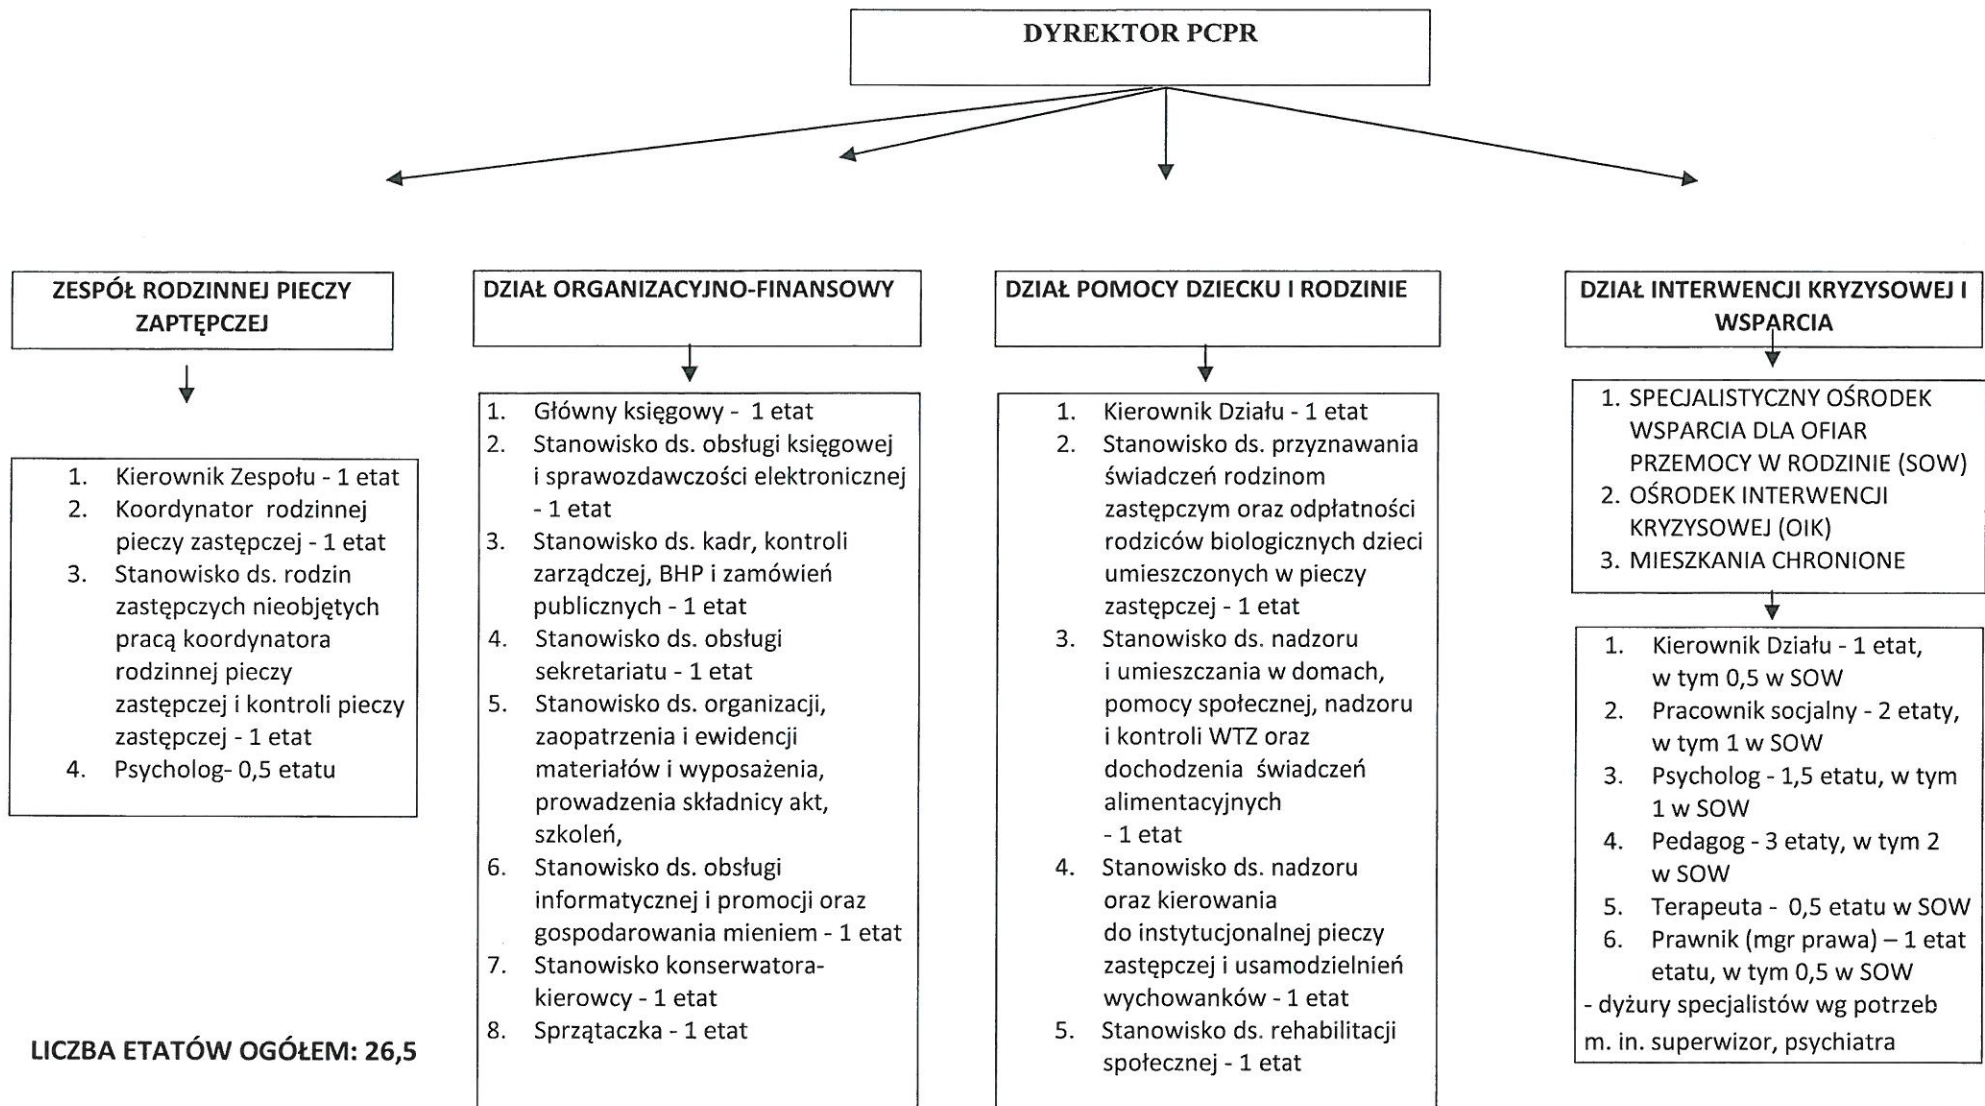 DYREKTOR PCPR
ZESPÓŁ RODZINNEJ PIECZY
ZAPTĘPCZEJ
1. Kierownik Zespołu - 1 etat
2. Koordynator rodzinnej
pieczy zastępczej - 1 etat
3. Stanowisko ds. rodzin
zastępczych nieobjętych
pracą koordynatora
rodzinnej pieczy
zastępczej i kontroli pieczy
zastępczej - 1 etat
4. Psycholog- 0,5 etatu
DZIAŁ ORGANIZACYJNO-FINANSOWY
1. Główny księgowy - 1 etat
2. Stanowisko ds. obsługi księgowej
i sprawozdawczości elektronicznej
- 1 etat
3. Stanowisko ds. kadr, kontroli
zarządczej, BHP i zamówień
publicznych - 1 etat
4. Stanowisko ds. obsługi
sekretariatu - 1 etat
5. Stanowisko ds. organizacji,
zaopatrzenia i ewidencji
materiałów i wyposażenia,
prowadzenia składnicy akt,
szkoleń,
6. Stanowisko ds. obsługi
informatycznej i promocji oraz
gospodarowania mieniem - 1 etat
7. Stanowisko konserwatora-
kierowcy - 1 etat
8. Sprzątaczka - 1 etat
DZIAŁ POMOCY DZIECKU I RODZINIE
1. Kierownik Działu - 1 etat
2. Stanowisko ds. przyznawania
świadczeń rodzinom
zastępczym oraz odpłatności
rodziców biologicznych dzieci
umieszczonych w pieczy
zastępczej - 1 etat
3. Stanowisko ds. nadzoru
i umieszczania w domach,
pomocy społecznej, nadzoru
i kontroli WTZ oraz
dochodzenia świadczeń
alimentacyjnych
- 1 etat
4. Stanowisko ds. nadzoru
oraz kierowania
do instytucjonalnej pieczy
zastępczej i usamodzielnień
wychowanków - 1 etat
5. Stanowisko ds. rehabilitacji
społecznej - 1 etat
DZIAŁ INTERWENCJI KRYZYSOWEJ I
WSPARCIA
1. SPECJALISTYCZNY OŚRODEK
WSPARCIA DLA OFIAR
PRZEMOCY W RODZINIE (SOW)
2. OŚRODEK INTERWENCJI
KRYZYSOWEJ (OIK)
3. MIESZKANIA CHRONIONE
1. Kierownik Działu - 1 etat,
w tym 0,5 w SOW
2. Pracownik socjalny - 2 etaty,
w tym 1 w SOW
3. Psycholog - 1,5 etatu, w tym
1 w SOW
4. Pedagog - 3 etaty, w tym 2
w SOW
5. Terapeuta - 0,5 etatu w SOW
6. Prawnik (mgr prawa) – 1 etat
etatu, w tym 0,5 w SOW
- dyżury specjalistów wg potrzeb
m. in. superwizor, psychiatra
LICZBA ETATÓW OGÓŁEM: 26,5